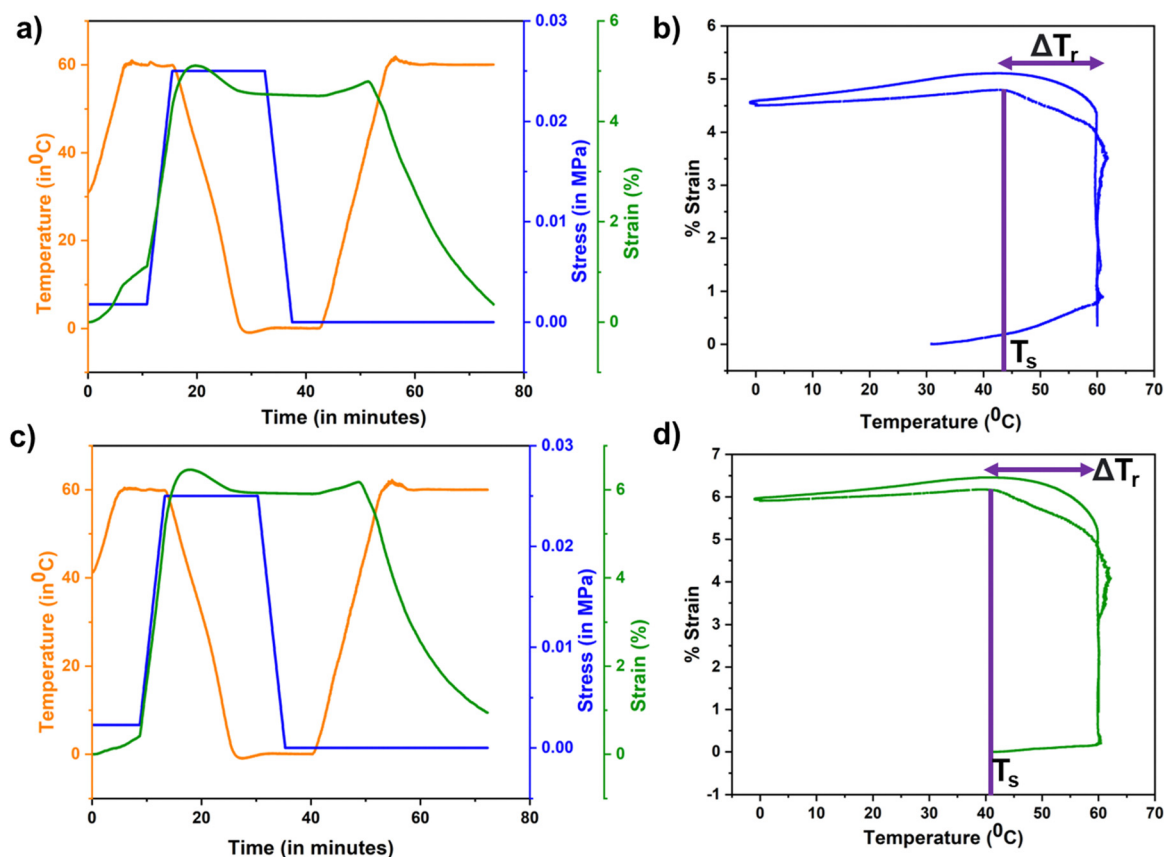 a)
Temperature (in⁰C)
60
40
20
0
0 20 40 60 80
Time (in minutes)
0.03
0.02
0.01
0.00
Stress (in MPa)
6
4
2
0
Strain (%)
b)
ΔTr
% Strain
6
5
4
3
2
1
0
Ts
0 10 20 30 40 50 60 70
Temperature (⁰C)
c)
Temperature (in⁰C)
60
40
20
0
0 20 40 60 80
Time (in minutes)
0.03
0.02
0.01
0.00
Stress (in MPa)
6
4
2
0
Strain (%)
d)
ΔTr
% Strain
7
6
5
4
3
2
1
0
-1
Ts
0 10 20 30 40 50 60 70
Temperature (⁰C)